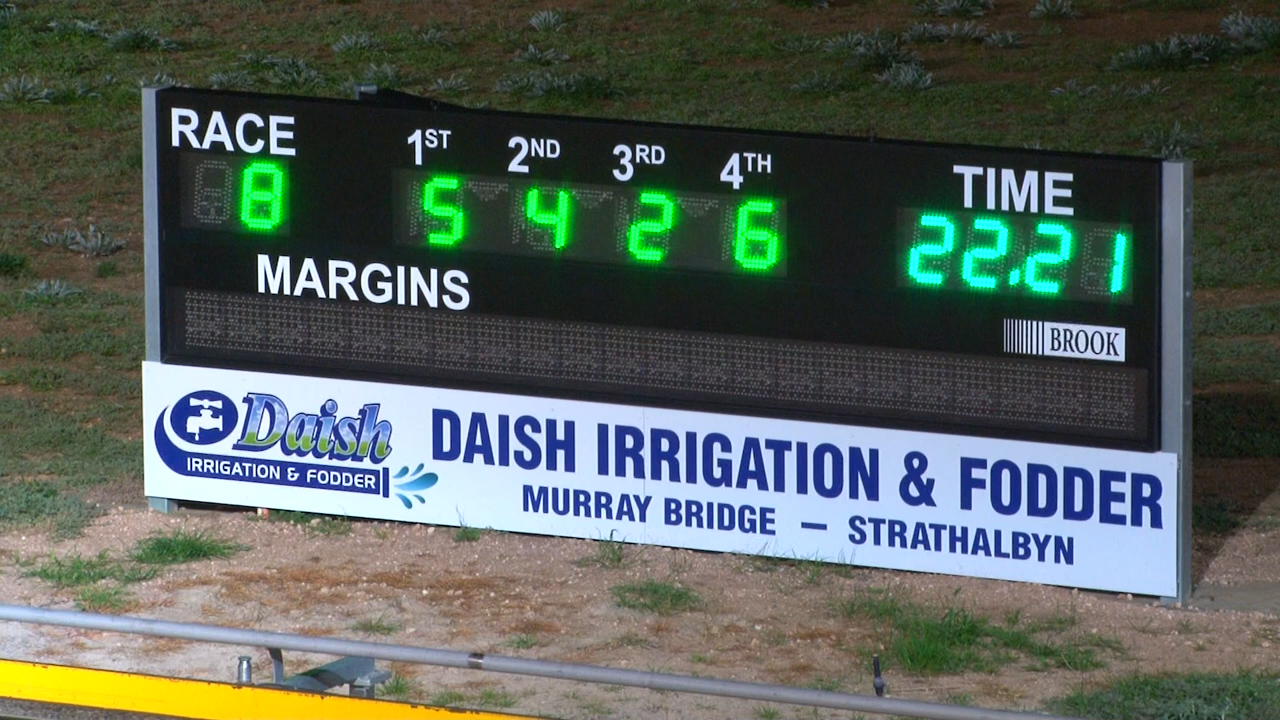 RACE 1ST 2ND 3RD 4TH TIME
8 5 4 2 6 22.21
MARGINS
BROOK
Daish
IRRIGATION & FODDER
DAISH IRRIGATION & FODDER
MURRAY BRIDGE — STRATHALBYN